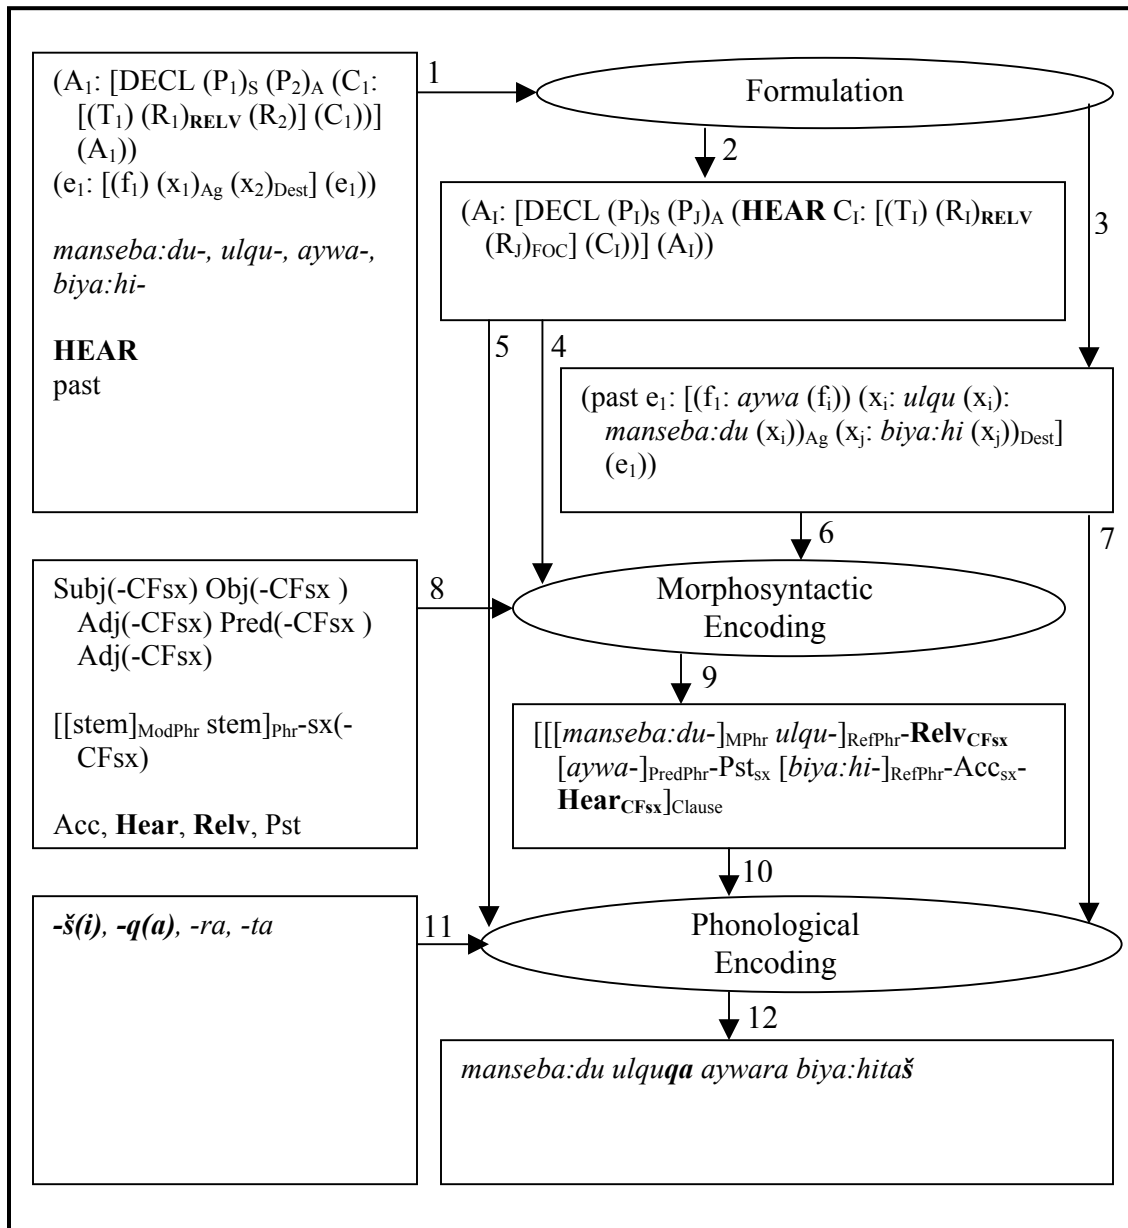 (A₁: [DECL (P₁)S (P₂)A (C₁:
[(T₁) (R₁)RELV (R₂)] (C₁))]
(A₁))
(e₁: [(f₁) (x₁)Ag (x₂)Dest] (e₁))
manseba:du-, ulqu-, aywa-,
biya:hi-
HEAR
past
1
Formulation
2
3
(AI: [DECL (PI)S (PJ)A (HEAR CI: [(TI) (RI)RELV
(RJ)FOC] (CI))] (AI))
5
4
(past e₁: [(f₁: aywa (fi)) (xi: ulqu (xi):
manseba:du (xi))Ag (xj: biya:hi (xj))Dest]
(e₁))
6
7
Subj(-CFsx) Obj(-CFsx )
Adj(-CFsx) Pred(-CFsx )
Adj(-CFsx)
[[stem]ModPhr stem]Phr-sx(-
CFsx)
Acc, Hear, Relv, Pst
8
Morphosyntactic
Encoding
9
[[[manseba:du-]MPhr ulqu-]RefPhr-RelvCFsx
[aywa-]PredPhr-Pstsx [biya:hi-]RefPhr-Accsx-
HearCFsx]Clause
10
-š(i), -q(a), -ra, -ta
11
Phonological
Encoding
12
manseba:du ulquqa aywara biya:hitaš